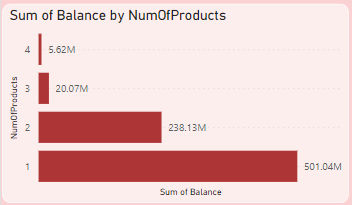 Sum of Balance by NumOfProducts
4 5.62M
3 20.07M
2 238.13M
1 501.04M
NumOfProducts
Sum of Balance